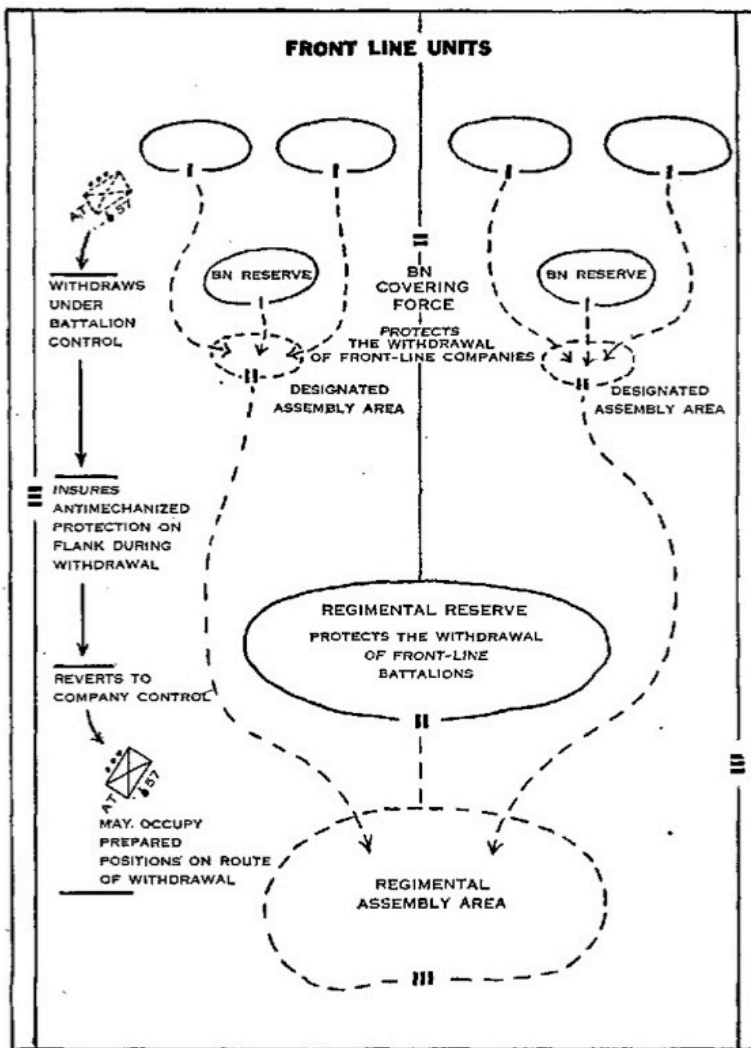 FRONT LINE UNITS
AT 57
WITHDRAWS
UNDER
BATTALION
CONTROL
BN RESERVE
BN
COVERING
FORCE
PROTECTS
THE WITHDRAWAL
OF FRONT-LINE COMPANIES
BN RESERVE
DESIGNATED
ASSEMBLY AREA
DESIGNATED
ASSEMBLY AREA
INSURES
ANTIMECHANIZED
PROTECTION ON
FLANK DURING
WITHDRAWAL
REGIMENTAL RESERVE
PROTECTS THE WITHDRAWAL
OF FRONT-LINE
BATTALIONS
REVERTS TO
COMPANY CONTROL
AT 57
MAY. OCCUPY
PREPARED
POSITIONS ON ROUTE
OF WITHDRAWAL
REGIMENTAL
ASSEMBLY AREA